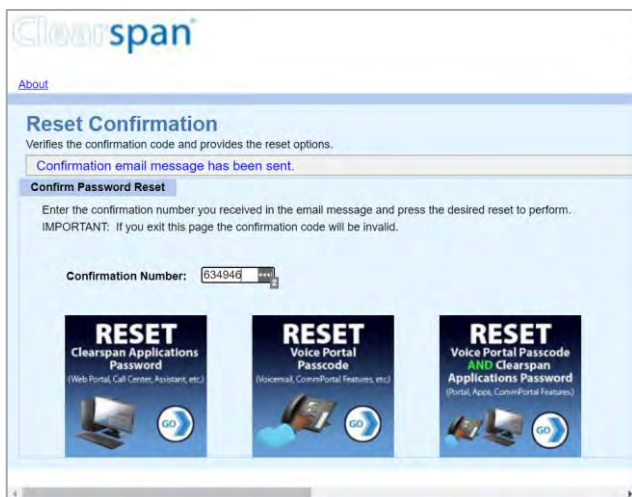 Clearspan®
About
Reset Confirmation
Verifies the confirmation code and provides the reset options.
Confirmation email message has been sent.
Confirm Password Reset
Enter the confirmation number you received in the email message and press the desired reset to perform.
IMPORTANT: If you exit this page the confirmation code will be invalid.
Confirmation Number: 634946
2
RESET
Clearspan Applications
Password
(Web Portal, Call Center, Assistant, etc.)
GO
RESET
Voice Portal
Passcode
(Voicemail, CommPortal Features, etc)
GO
RESET
Voice Portal Passcode
AND Clearspan
Applications Password
(Portal, Apps, CommPortal Features)
GO